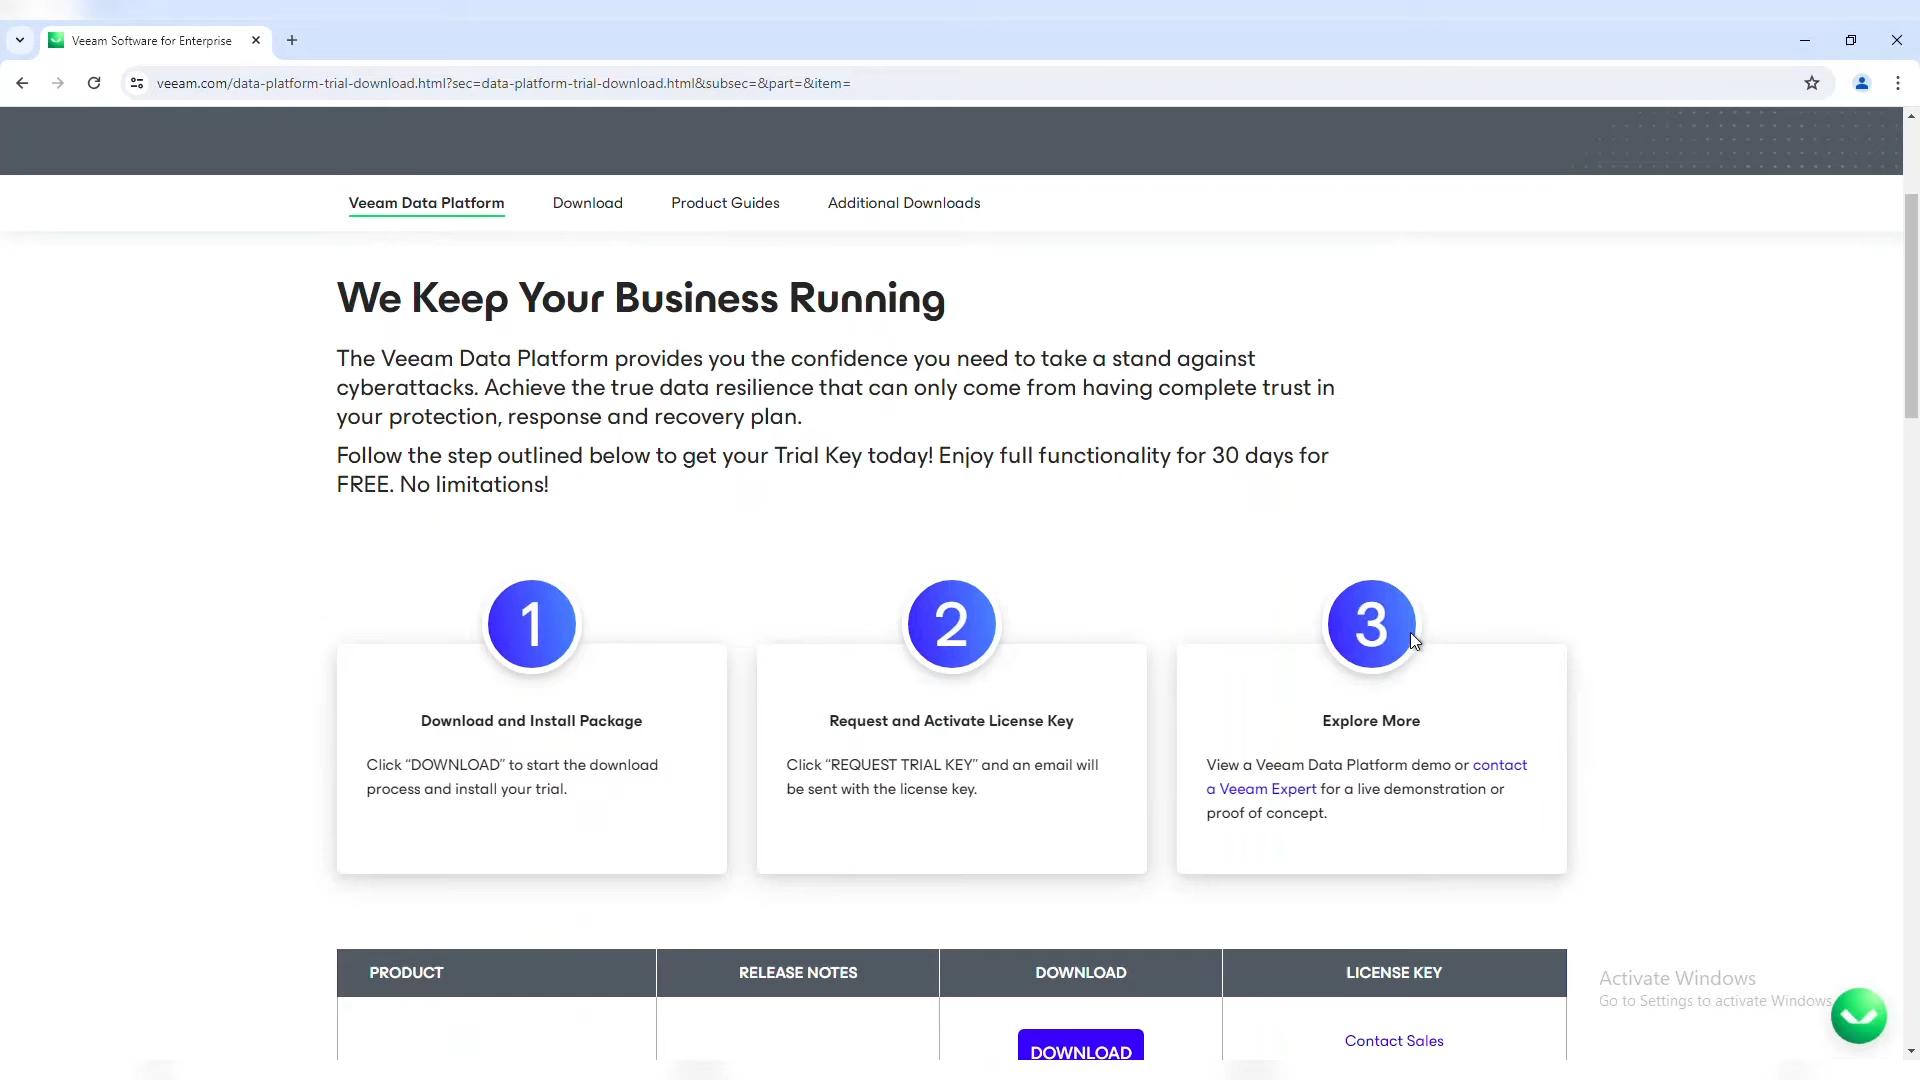 Veeam Software for Enterprise
veeam.com/data-platform-trial-download.html?sec=data-platform-trial-download.html&subsec=&part=&item=
Veeam Data Platform
Download
Product Guides
Additional Downloads
We Keep Your Business Running
The Veeam Data Platform provides you the confidence you need to take a stand against
cyberattacks. Achieve the true data resilience that can only come from having complete trust in
your protection, response and recovery plan.
Follow the step outlined below to get your Trial Key today! Enjoy full functionality for 30 days for
FREE. No limitations!
1
Download and Install Package
Click “DOWNLOAD” to start the download
process and install your trial.
2
Request and Activate License Key
Click “REQUEST TRIAL KEY” and an email will
be sent with the license key.
3
Explore More
View a Veeam Data Platform demo or contact
a Veeam Expert for a live demonstration or
proof of concept.
PRODUCT
RELEASE NOTES
DOWNLOAD
LICENSE KEY
DOWNLOAD
Contact Sales
Activate Windows
Go to Settings to activate Windows